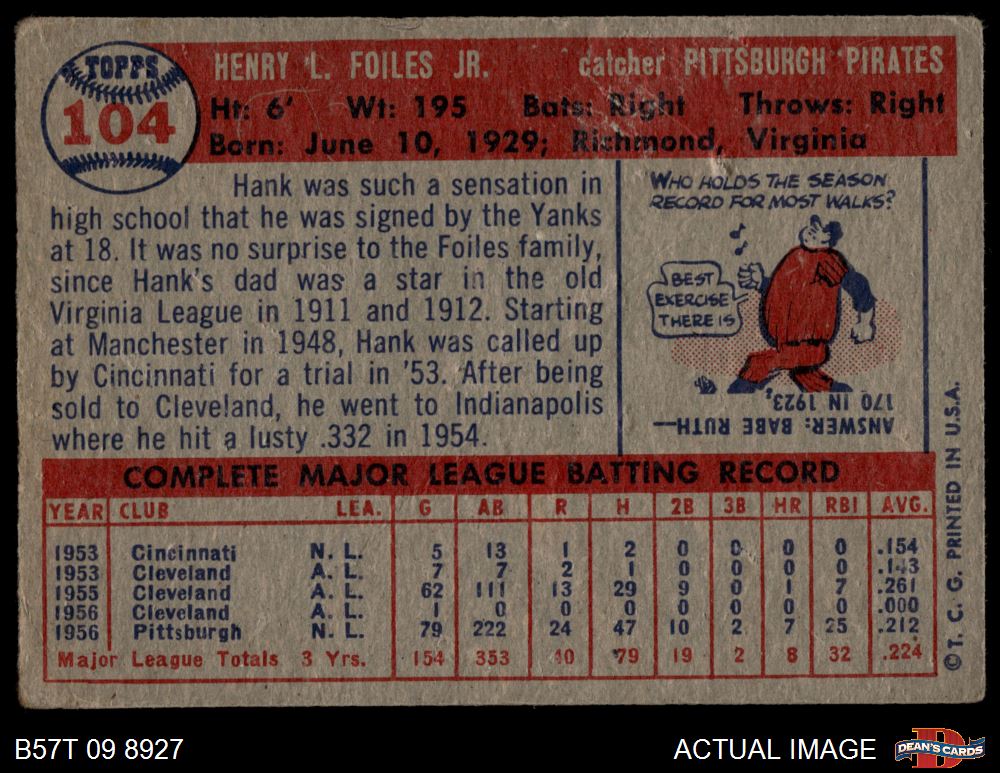 TOPPS
104
HENRY L. FOILES JR. catcher PITTSBURGH PIRATES
Ht: 6' Wt: 195 Bats: Right Throws: Right
Born: June 10, 1929; Richmond, Virginia
Hank was such a sensation in
high school that he was signed by the Yanks
at 18. It was no surprise to the Foiles family,
since Hank's dad was a star in the old
Virginia League in 1911 and 1912. Starting
at Manchester in 1948, Hank was called up
by Cincinnati for a trial in '53. After being
sold to Cleveland, he went to Indianapolis
where he hit a lusty .332 in 1954.
WHO HOLDS THE SEASON
RECORD FOR MOST WALKS?
BEST
EXERCISE
THERE IS
ANSWER: BABE RUTH—
170 IN 1923,
COMPLETE MAJOR LEAGUE BATTING RECORD
YEAR CLUB LEA. G AB R H 2B 3B HR RBI AVG.
1953 Cincinnati N. L. 5 13 1 2 0 0 0 0 .154
1953 Cleveland A. L. 7 7 2 1 0 0 0 0 .143
1955 Cleveland A. L. 62 111 13 29 9 0 1 7 .261
1956 Cleveland A. L. 1 0 0 0 0 0 0 0 .000
1956 Pittsburgh N. L. 79 222 24 47 10 2 7 25 .212
Major League Totals 3 Yrs. 154 353 40 79 19 2 8 32 .224
© T. C. G. PRINTED IN U.S.A.
B57T 09 8927
ACTUAL IMAGE
DEAN'S CARDS